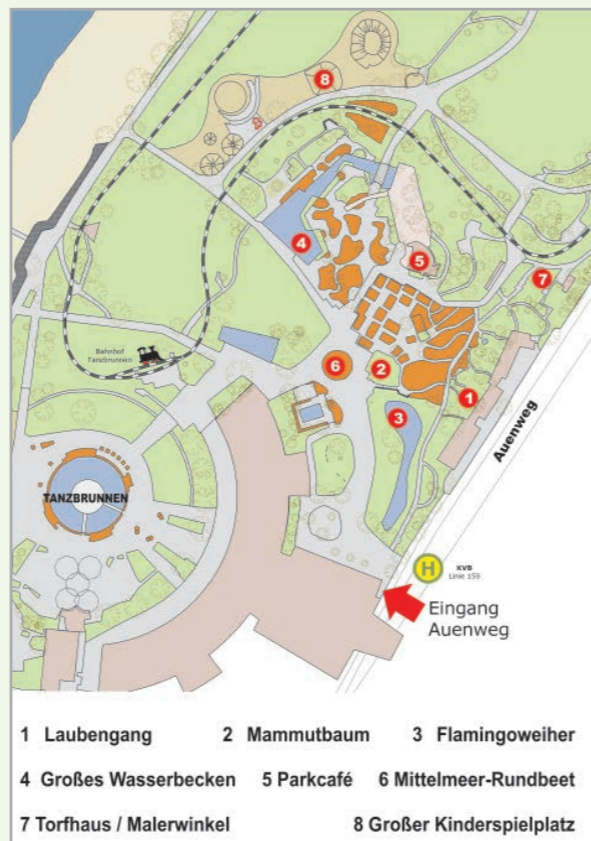 8
4
5
7
Bahnhof
Tanzbrunnen
6
2
1
3
Auenweg
TANZBRUNNEN
H
KVB
Linie 150
Eingang
Auenweg
1 Laubengang 2 Mammutbaum 3 Flamingoweiher
4 Großes Wasserbecken 5 Parkcafé 6 Mittelmeer-Rundbeet
7 Torfhaus / Malerwinkel 8 Großer Kinderspielplatz